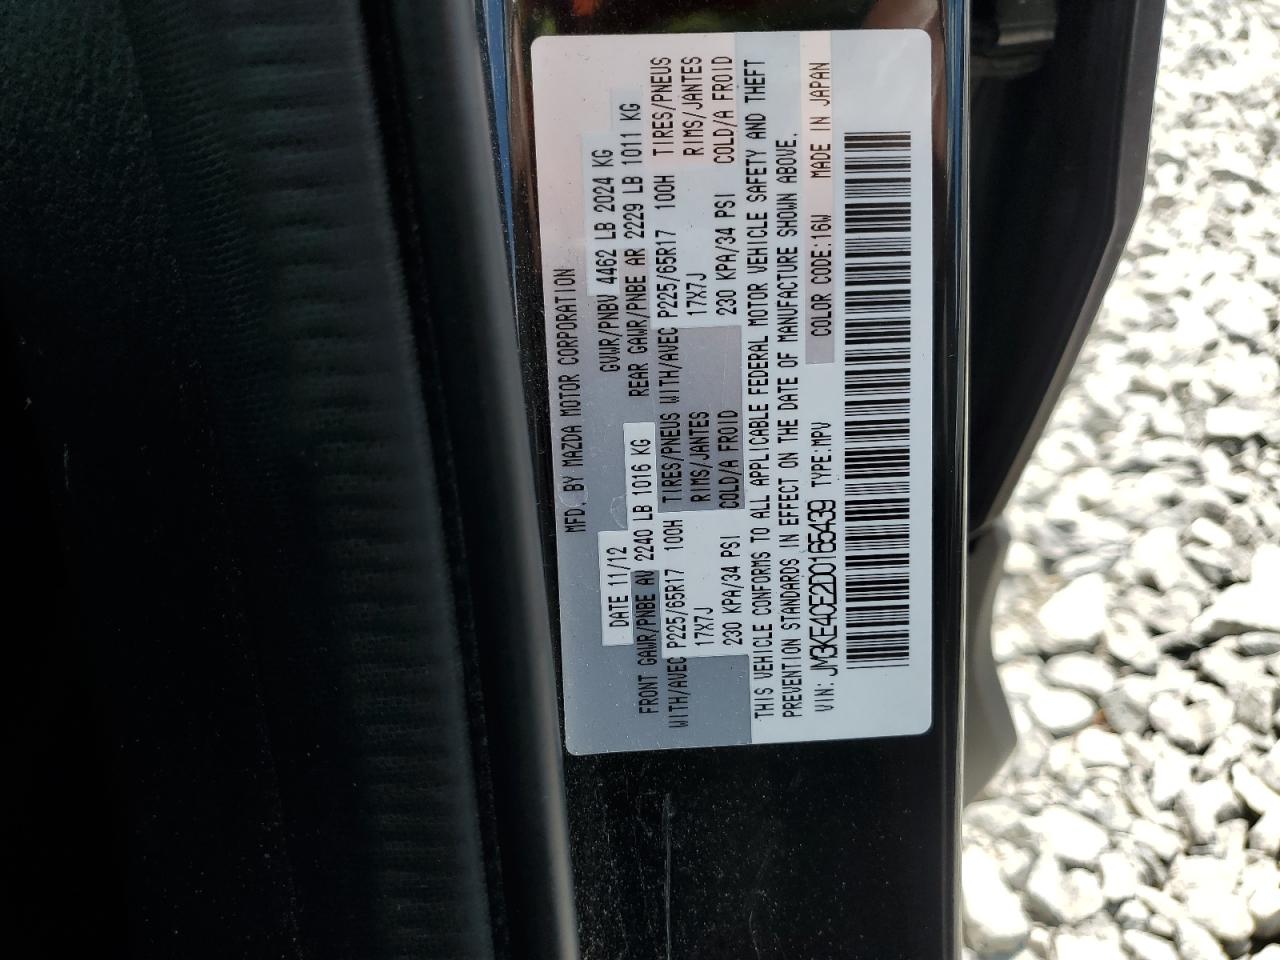 MFD. BY MAZDA MOTOR CORPORATION
DATE 11/12 GVWR/PNBV 4462 LB 2024 KG
FRONT GAWR/PNBE AV 2240 LB 1016 KG REAR GAWR/PNBE AR 2229 LB 1011 KG
WITH/AVEC P225/65R17 100H TIRES/PNEUS WITH/AVEC P225/65R17 100H TIRES/PNEUS
17X7J RIMS/JANTES 17X7J RIMS/JANTES
230 KPA/34 PSI COLD/A FROID 230 KPA/34 PSI COLD/A FROID
THIS VEHICLE CONFORMS TO ALL APPLICABLE FEDERAL MOTOR VEHICLE SAFETY AND THEFT
PREVENTION STANDARDS IN EFFECT ON THE DATE OF MANUFACTURE SHOWN ABOVE.
VIN: JM3KE4CE2D0165439 TYPE:MPV COLOR CODE:16W MADE IN JAPAN